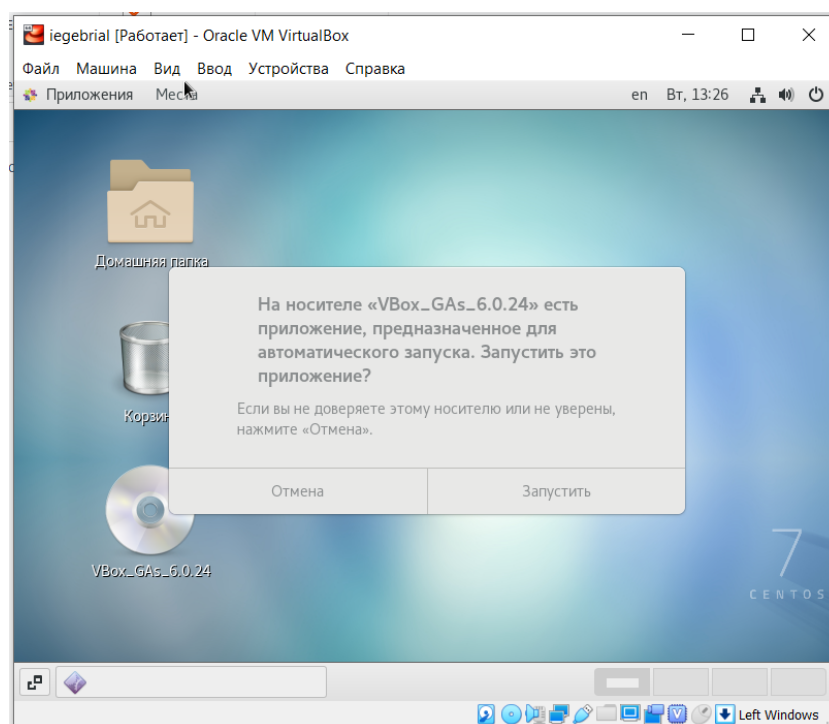 iegebrial [Работает] - Oracle VM VirtualBox
Файл Машина Вид Ввод Устройства Справка
Приложения Места en Вт, 13:26
Домашняя папка
На носителе «VBox_GAs_6.0.24» есть
приложение, предназначенное для
автоматического запуска. Запустить это
приложение?
Если вы не доверяете этому носителю или не уверены,
нажмите «Отмена».
Отмена Запустить
VBox_GAs_6.0.24
7
CENTOS
Left Windows